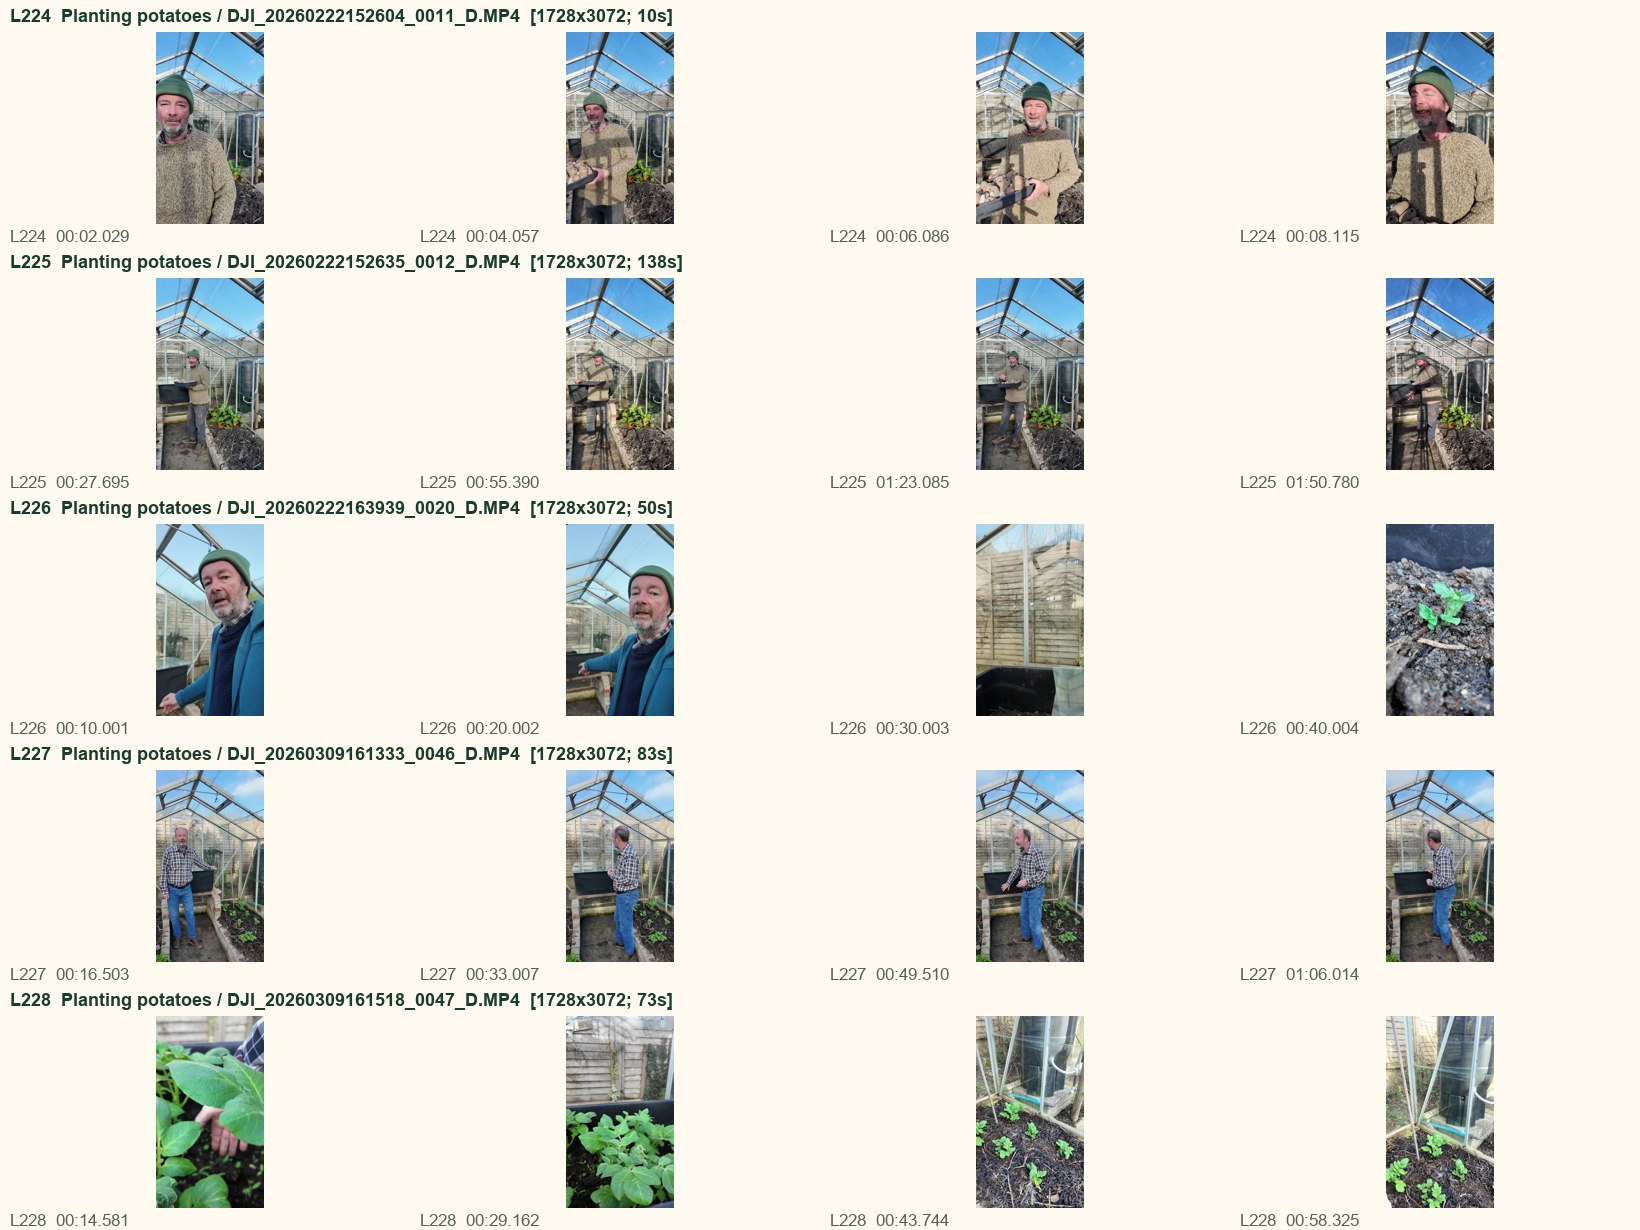 L224 Planting potatoes / DJI_20260222152604_0011_D.MP4 [1728x3072; 10s]
L224 00:02.029
L224 00:04.057
L224 00:06.086
L224 00:08.115
L225 Planting potatoes / DJI_20260222152635_0012_D.MP4 [1728x3072; 138s]
L225 00:27.695
L225 00:55.390
L225 01:23.085
L225 01:50.780
L226 Planting potatoes / DJI_20260222163939_0020_D.MP4 [1728x3072; 50s]
L226 00:10.001
L226 00:20.002
L226 00:30.003
L226 00:40.004
L227 Planting potatoes / DJI_20260309161333_0046_D.MP4 [1728x3072; 83s]
L227 00:16.503
L227 00:33.007
L227 00:49.510
L227 01:06.014
L228 Planting potatoes / DJI_20260309161518_0047_D.MP4 [1728x3072; 73s]
L228 00:14.581
L228 00:29.162
L228 00:43.744
L228 00:58.325